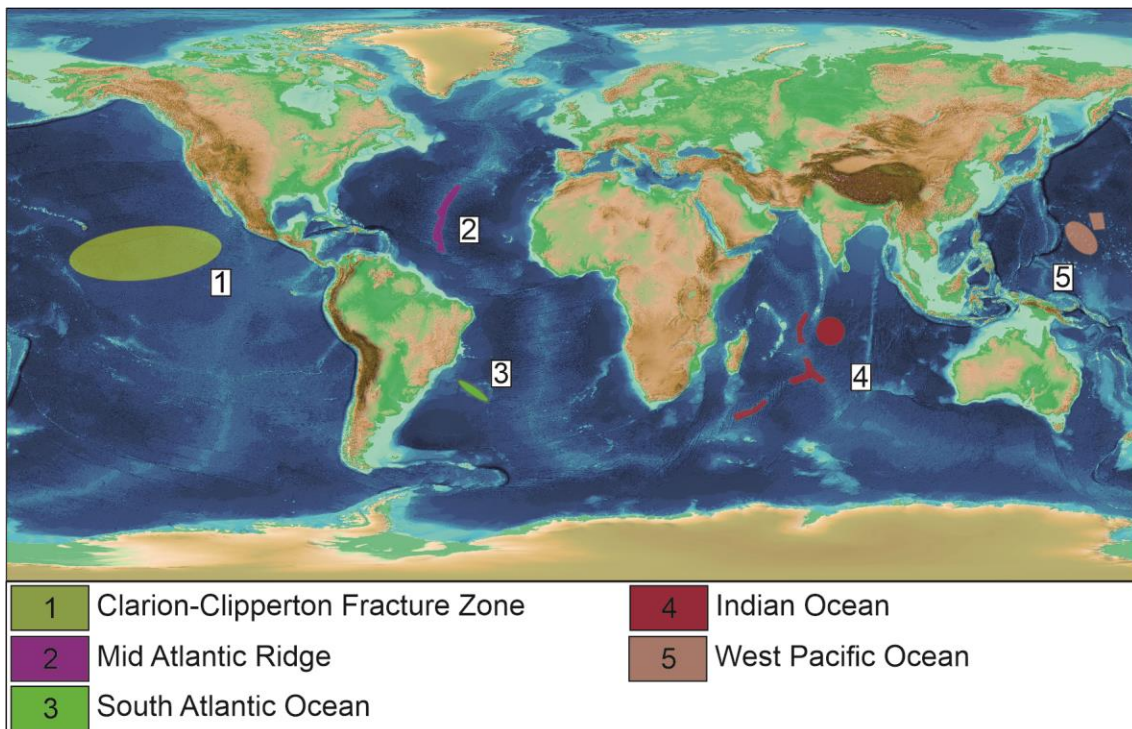 2
1
5
3
4
1 Clarion-Clipperton Fracture Zone
2 Mid Atlantic Ridge
3 South Atlantic Ocean
4 Indian Ocean
5 West Pacific Ocean